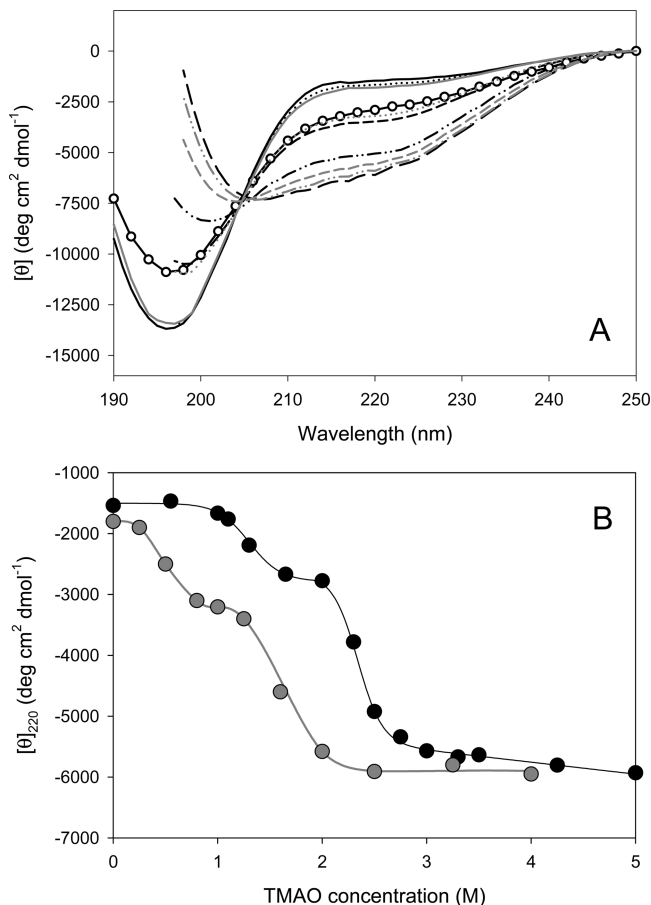 0
-2500
-5000
-7500
-10000
-12500
-15000
[θ] (deg cm² dmol⁻¹)
A
190 200 210 220 230 240 250
Wavelength (nm)
-1000
-2000
-3000
-4000
-5000
-6000
-7000
[θ]₂₂₀ (deg cm² dmol⁻¹)
B
0 1 2 3 4 5
TMAO concentration (M)